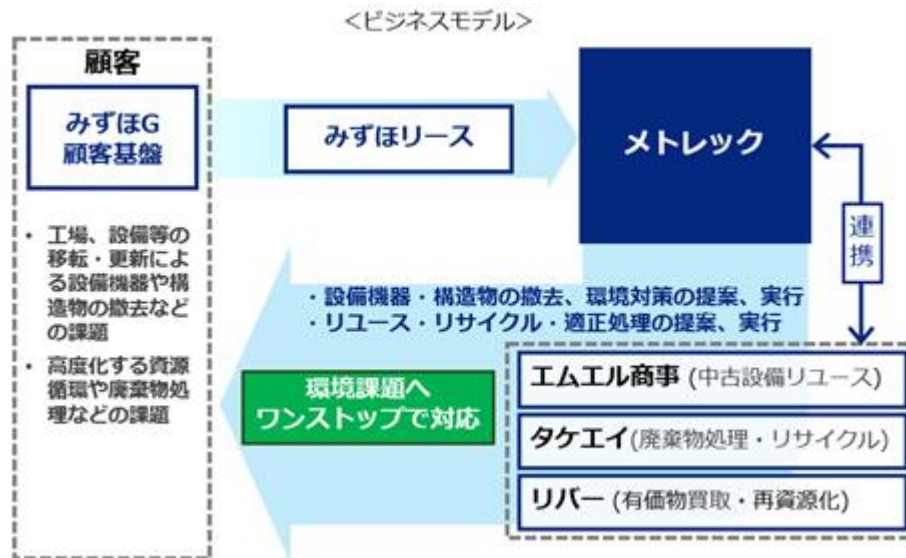 ＜ビジネスモデル＞
顧客
みずほG
顧客基盤
みずほリース
メトレック
連携
• 工場、設備等の
移転・更新によ
る設備機器や構
造物の撤去など
の課題
• 高度化する資源
循環や廃棄物処
理などの課題
・設備機器・構造物の撤去、環境対策の提案、実行
・リユース・リサイクル・適正処理の提案、実行
環境課題へ
ワンストップで対応
エムエル商事 (中古設備リユース)
タケエイ(廃棄物処理・リサイクル)
リバー (有価物買取・再資源化)